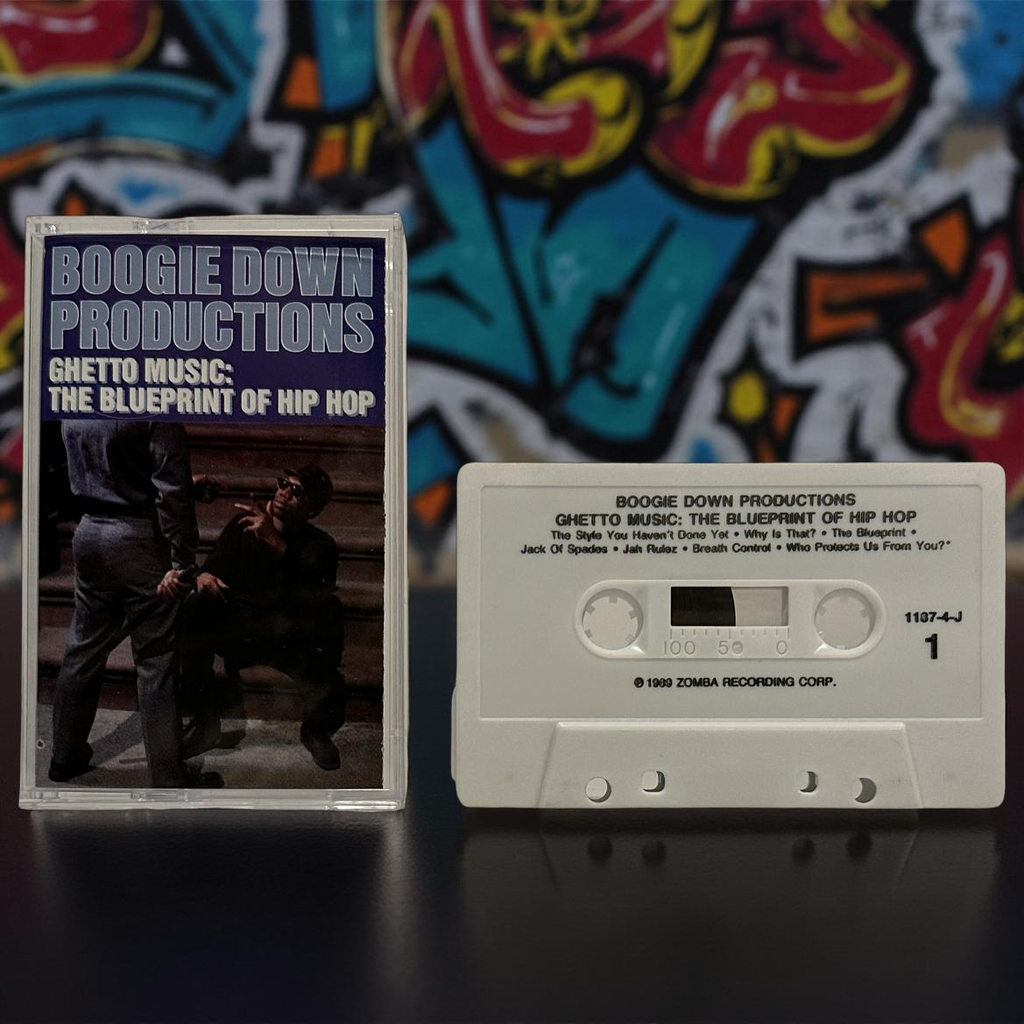 BOOGIE DOWN
PRODUCTIONS
GHETTO MUSIC:
THE BLUEPRINT OF HIP HOP
BOOGIE DOWN PRODUCTIONS
GHETTO MUSIC: THE BLUEPRINT OF HIP HOP
The Style You Haven't Done Yet • Why Is That? • The Blueprint •
Jack Of Spades • Jah Rulez • Breath Control • Who Protects Us From You?*
1187-4-J
1
100 50 0
℗ 1989 ZOMBA RECORDING CORP.